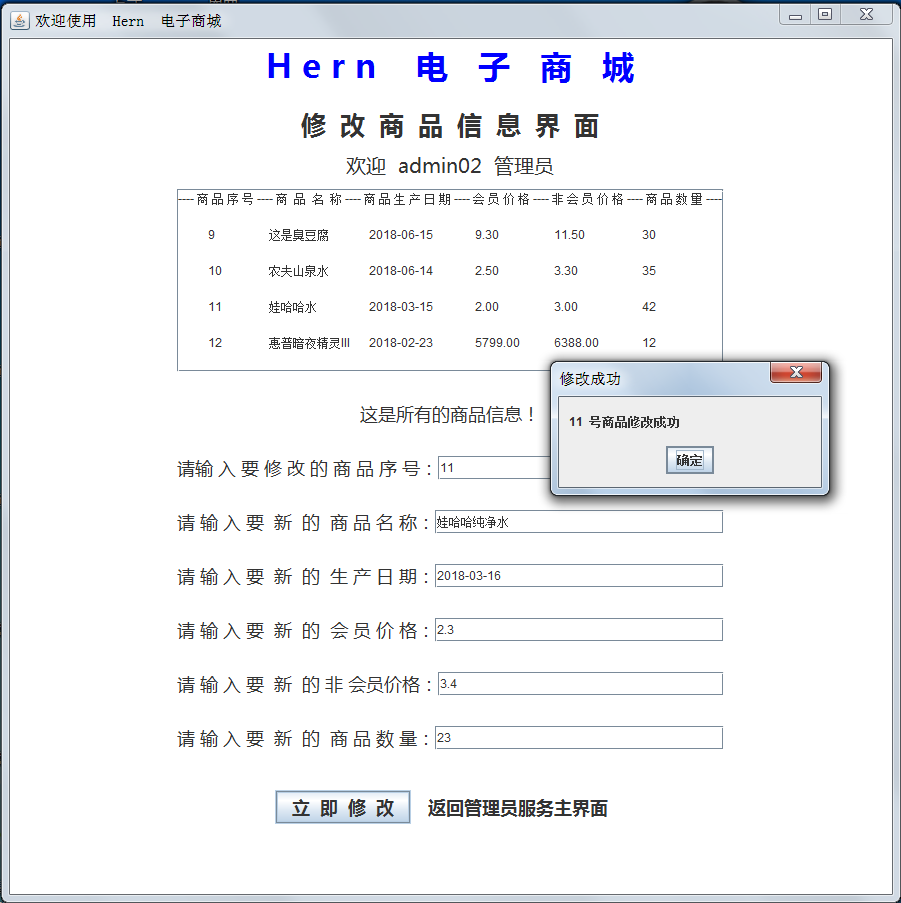 欢迎使用 Hern 电子商城
Hern 电子商城
修改商品信息界面
欢迎 admin02 管理员
----商品序号----商品名称----商品生产日期----会员价格----非会员价格----商品数量----
9 这是臭豆腐 2018-06-15 9.30 11.50 30
10 农夫山泉水 2018-06-14 2.50 3.30 35
11 娃哈哈水 2018-03-15 2.00 3.00 42
12 惠普暗夜精灵III 2018-02-23 5799.00 6388.00 12
修改成功
这是所有的商品信息！
11 号商品修改成功
确定
请输入要修改的商品序号：11
请输入要新的商品名称：娃哈哈纯净水
请输入要新的生产日期：2018-03-16
请输入要新的会员价格：2.3
请输入要新的非会员价格：3.4
请输入要新的商品数量：23
立即修改 返回管理员服务主界面